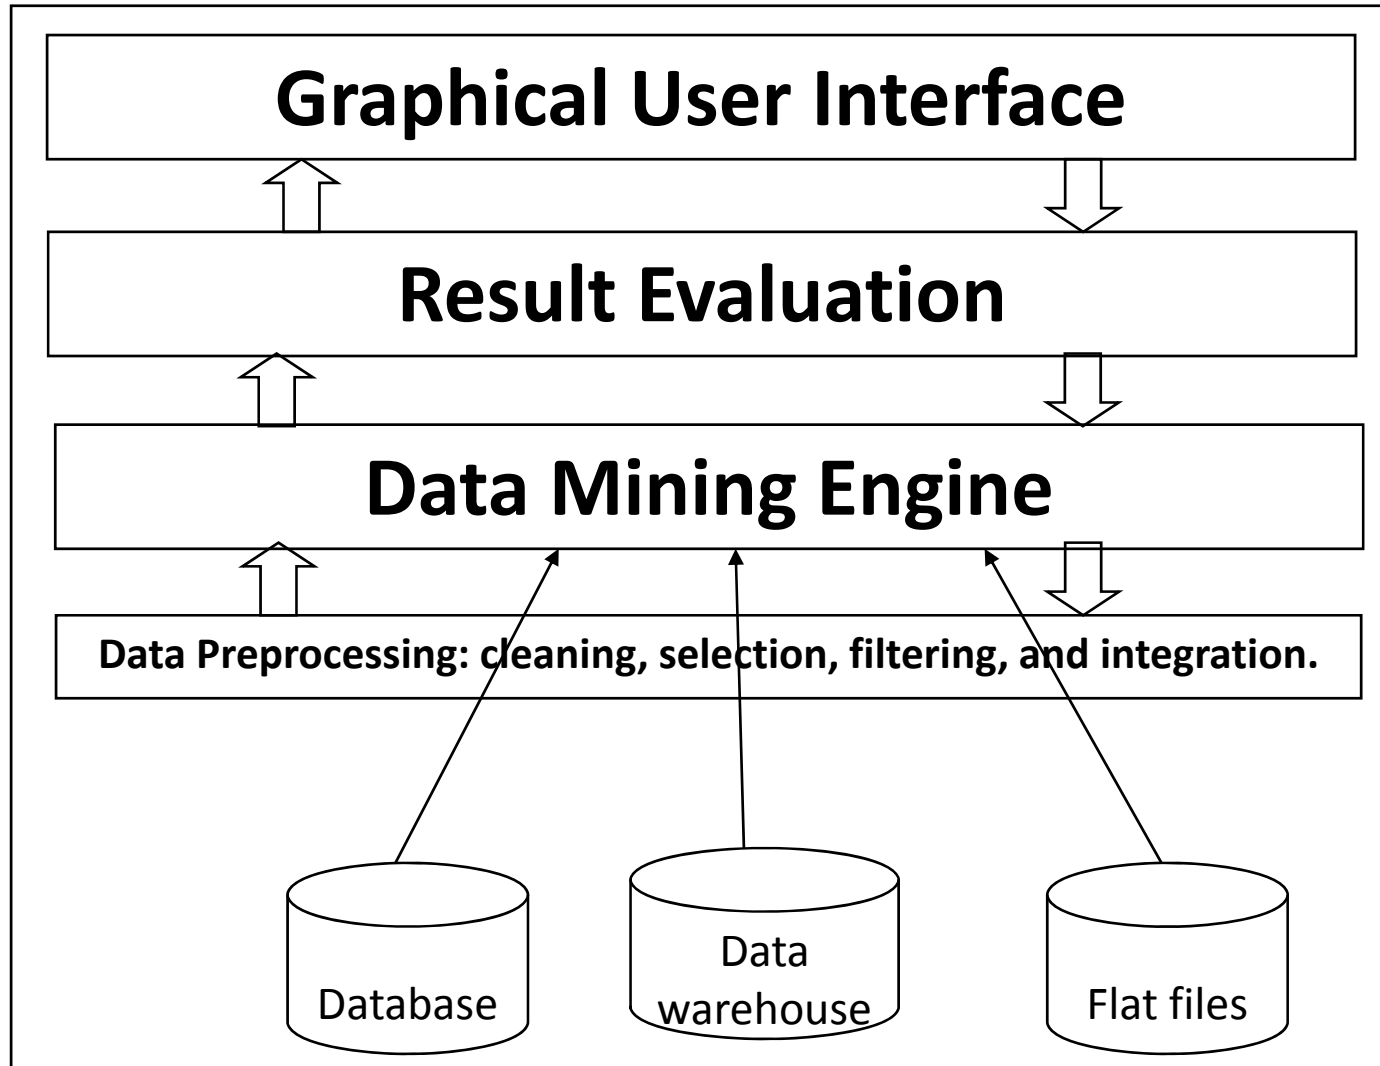 Graphical User Interface
Result Evaluation
Data Mining Engine
Data Preprocessing: cleaning, selection, filtering, and integration.
Database
Data
warehouse
Flat files